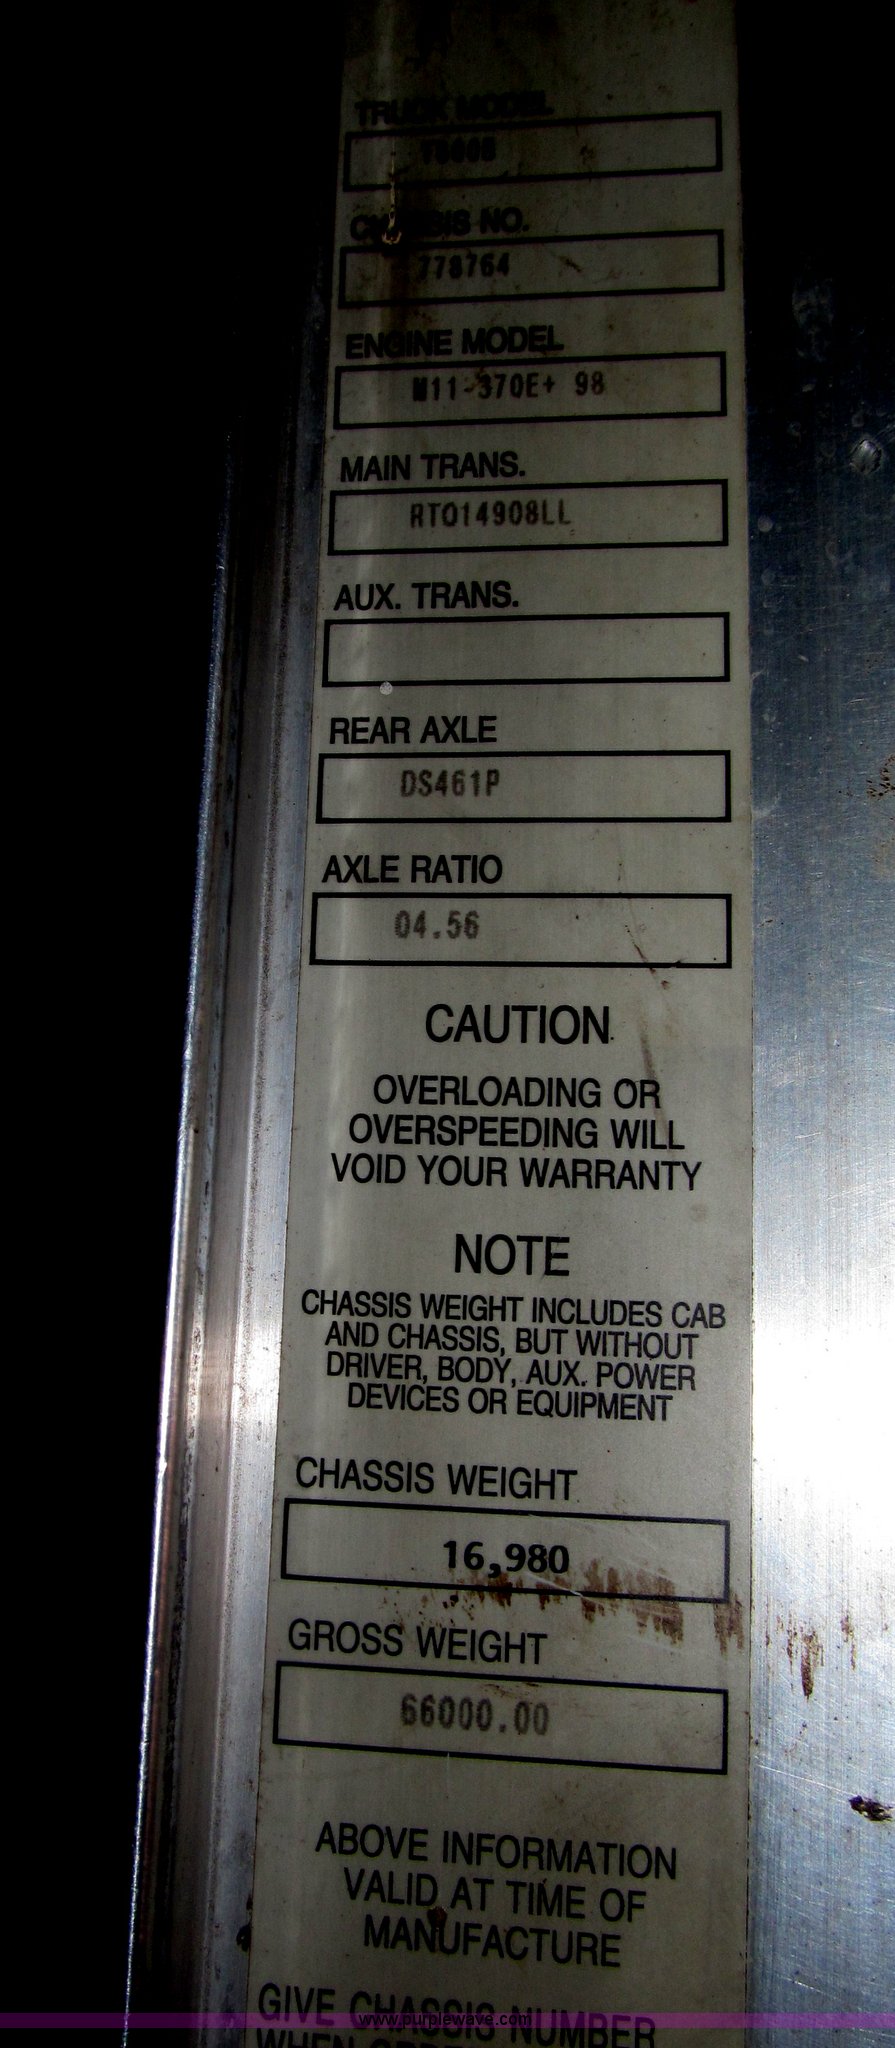 TRUCK MODEL
T800B
CHASSIS NO.
778764
ENGINE MODEL
M11-370E+ 98
MAIN TRANS.
RTO14908LL
AUX. TRANS.
REAR AXLE
DS461P
AXLE RATIO
04.56
CAUTION
OVERLOADING OR
OVERSPEEDING WILL
VOID YOUR WARRANTY
NOTE
CHASSIS WEIGHT INCLUDES CAB
AND CHASSIS, BUT WITHOUT
DRIVER, BODY, AUX. POWER
DEVICES OR EQUIPMENT
CHASSIS WEIGHT
16,980
GROSS WEIGHT
66000.00
ABOVE INFORMATION
VALID AT TIME OF
MANUFACTURE
GIVE CHASSIS NUMBER
www.purplewave.com
WHEN